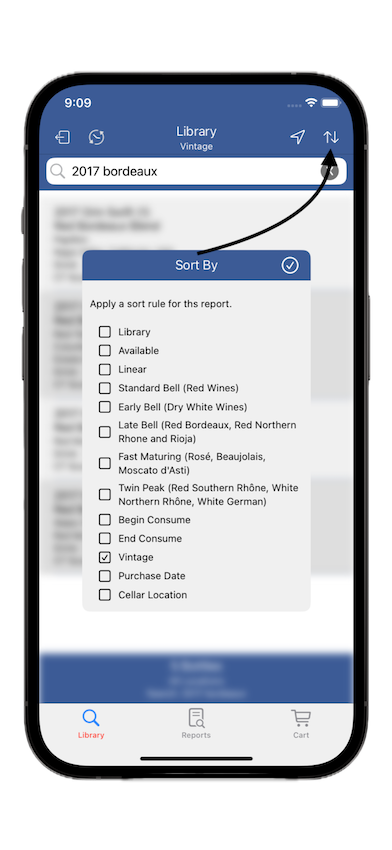 9:09
Library
Vintage
2017 bordeaux
Sort By
Apply a sort rule for ths report.
Library
Available
Linear
Standard Bell (Red Wines)
Early Bell (Dry White Wines)
Late Bell (Red Bordeaux, Red Northern
Rhone and Rioja)
Fast Maturing (Rosé, Beaujolais,
Moscato d'Asti)
Twin Peak (Red Southern Rhône, White
Northern Rhône, White German)
Begin Consume
End Consume
Vintage
Purchase Date
Cellar Location
Library
Reports
Cart